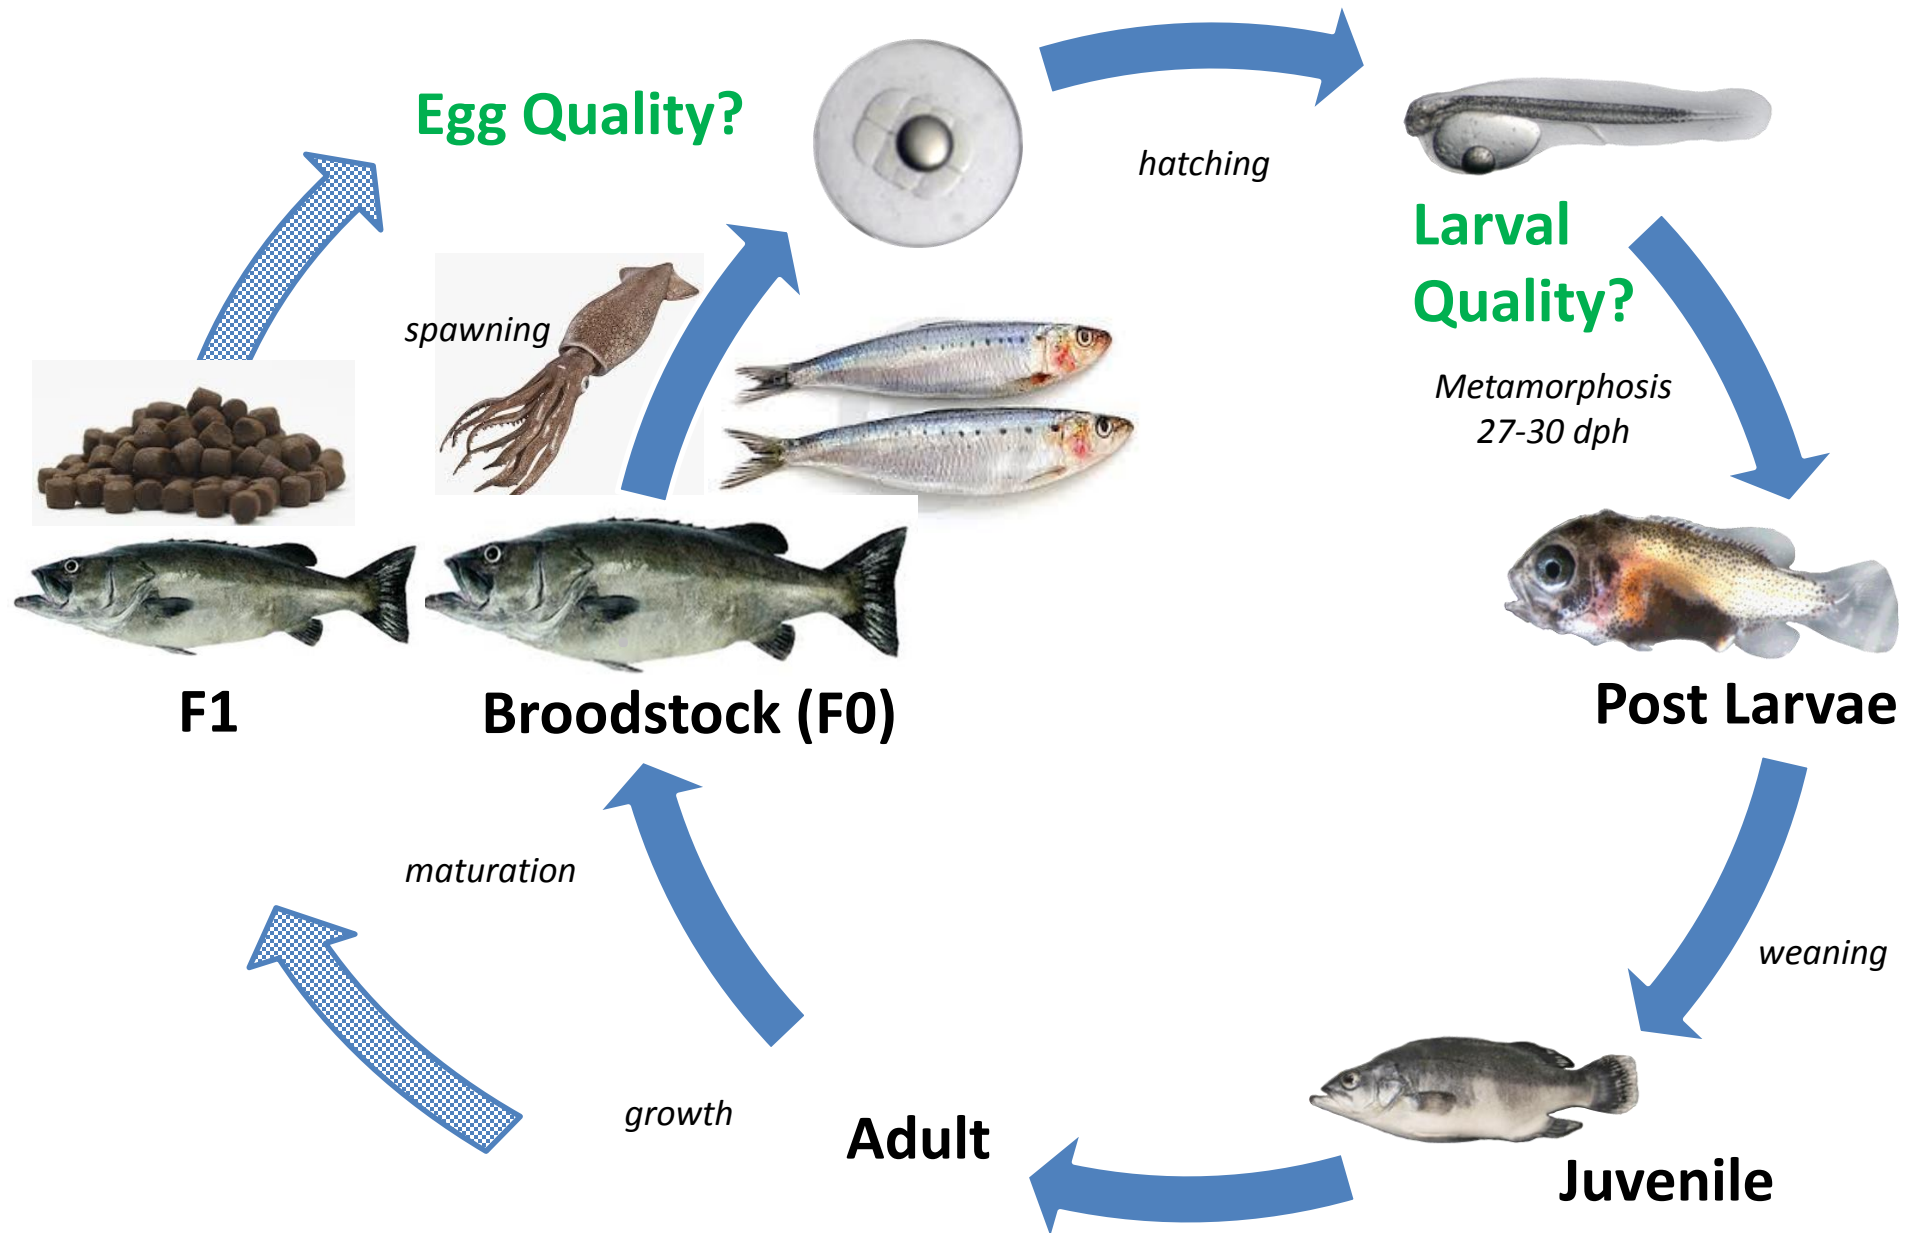 Egg Quality?
hatching
Larval
Quality?
spawning
Metamorphosis
27-30 dph
F1
Broodstock (F0)
Post Larvae
maturation
weaning
growth
Adult
Juvenile